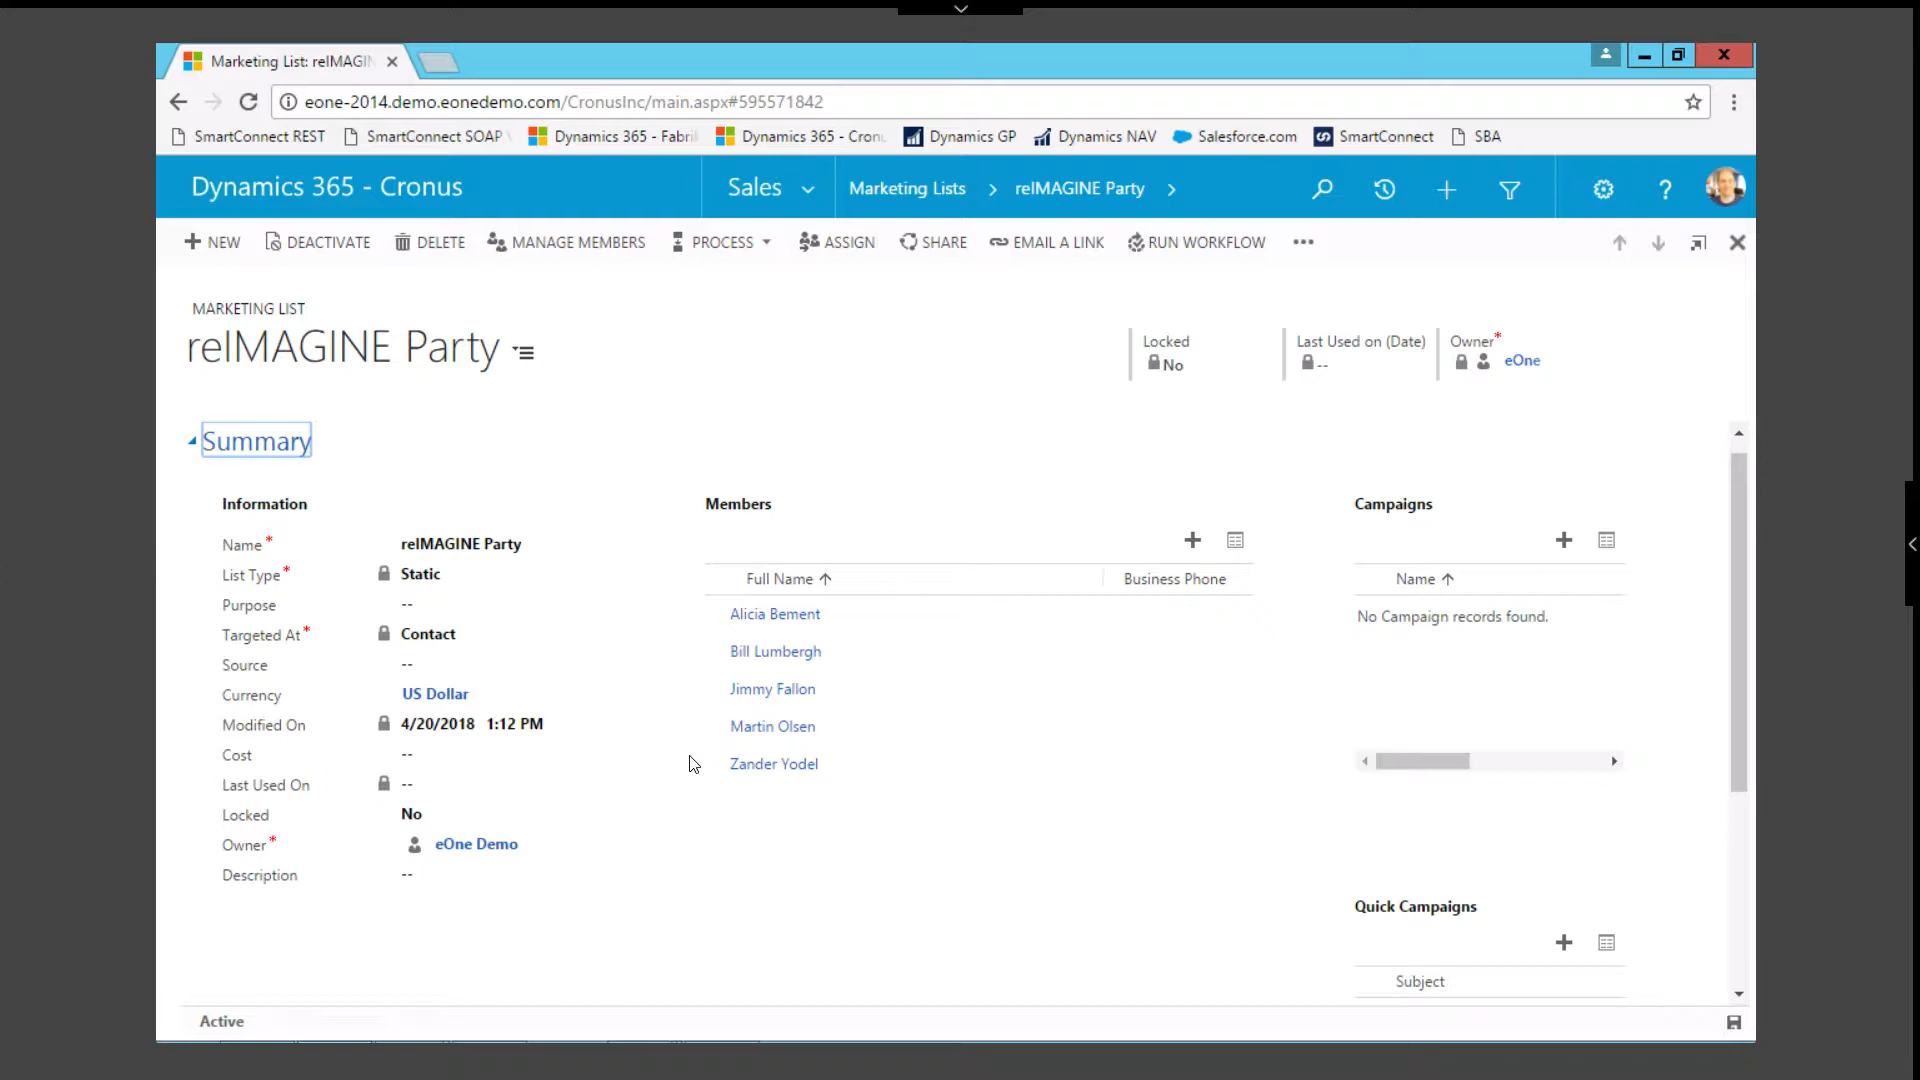 Marketing List: reIMAGIN
eone-2014.demo.eonedemo.com/CronusInc/main.aspx#595571842
SmartConnect REST SmartConnect SOAP Dynamics 365 - Fabri Dynamics 365 - Cron Dynamics GP Dynamics NAV Salesforce.com SmartConnect SBA
Dynamics 365 - Cronus Sales Marketing Lists > reIMAGINE Party > ?
NEW DEACTIVATE DELETE MANAGE MEMBERS PROCESS ASSIGN SHARE EMAIL A LINK RUN WORKFLOW •••
MARKETING LIST
reIMAGINE Party
Locked Last Used on (Date) Owner*
No -- eOne
Summary
Information Members Campaigns
Name* reIMAGINE Party
List Type* Static
Full Name ↑ Business Phone Name ↑
Purpose --
Alicia Bement No Campaign records found.
Targeted At* Contact
Bill Lumbergh
Source --
Currency US Dollar
Jimmy Fallon
Modified On 4/20/2018 1:12 PM
Martin Olsen
Cost --
Zander Yodel
Last Used On --
Locked No
Owner* eOne Demo
Description --
Quick Campaigns
Subject
Active